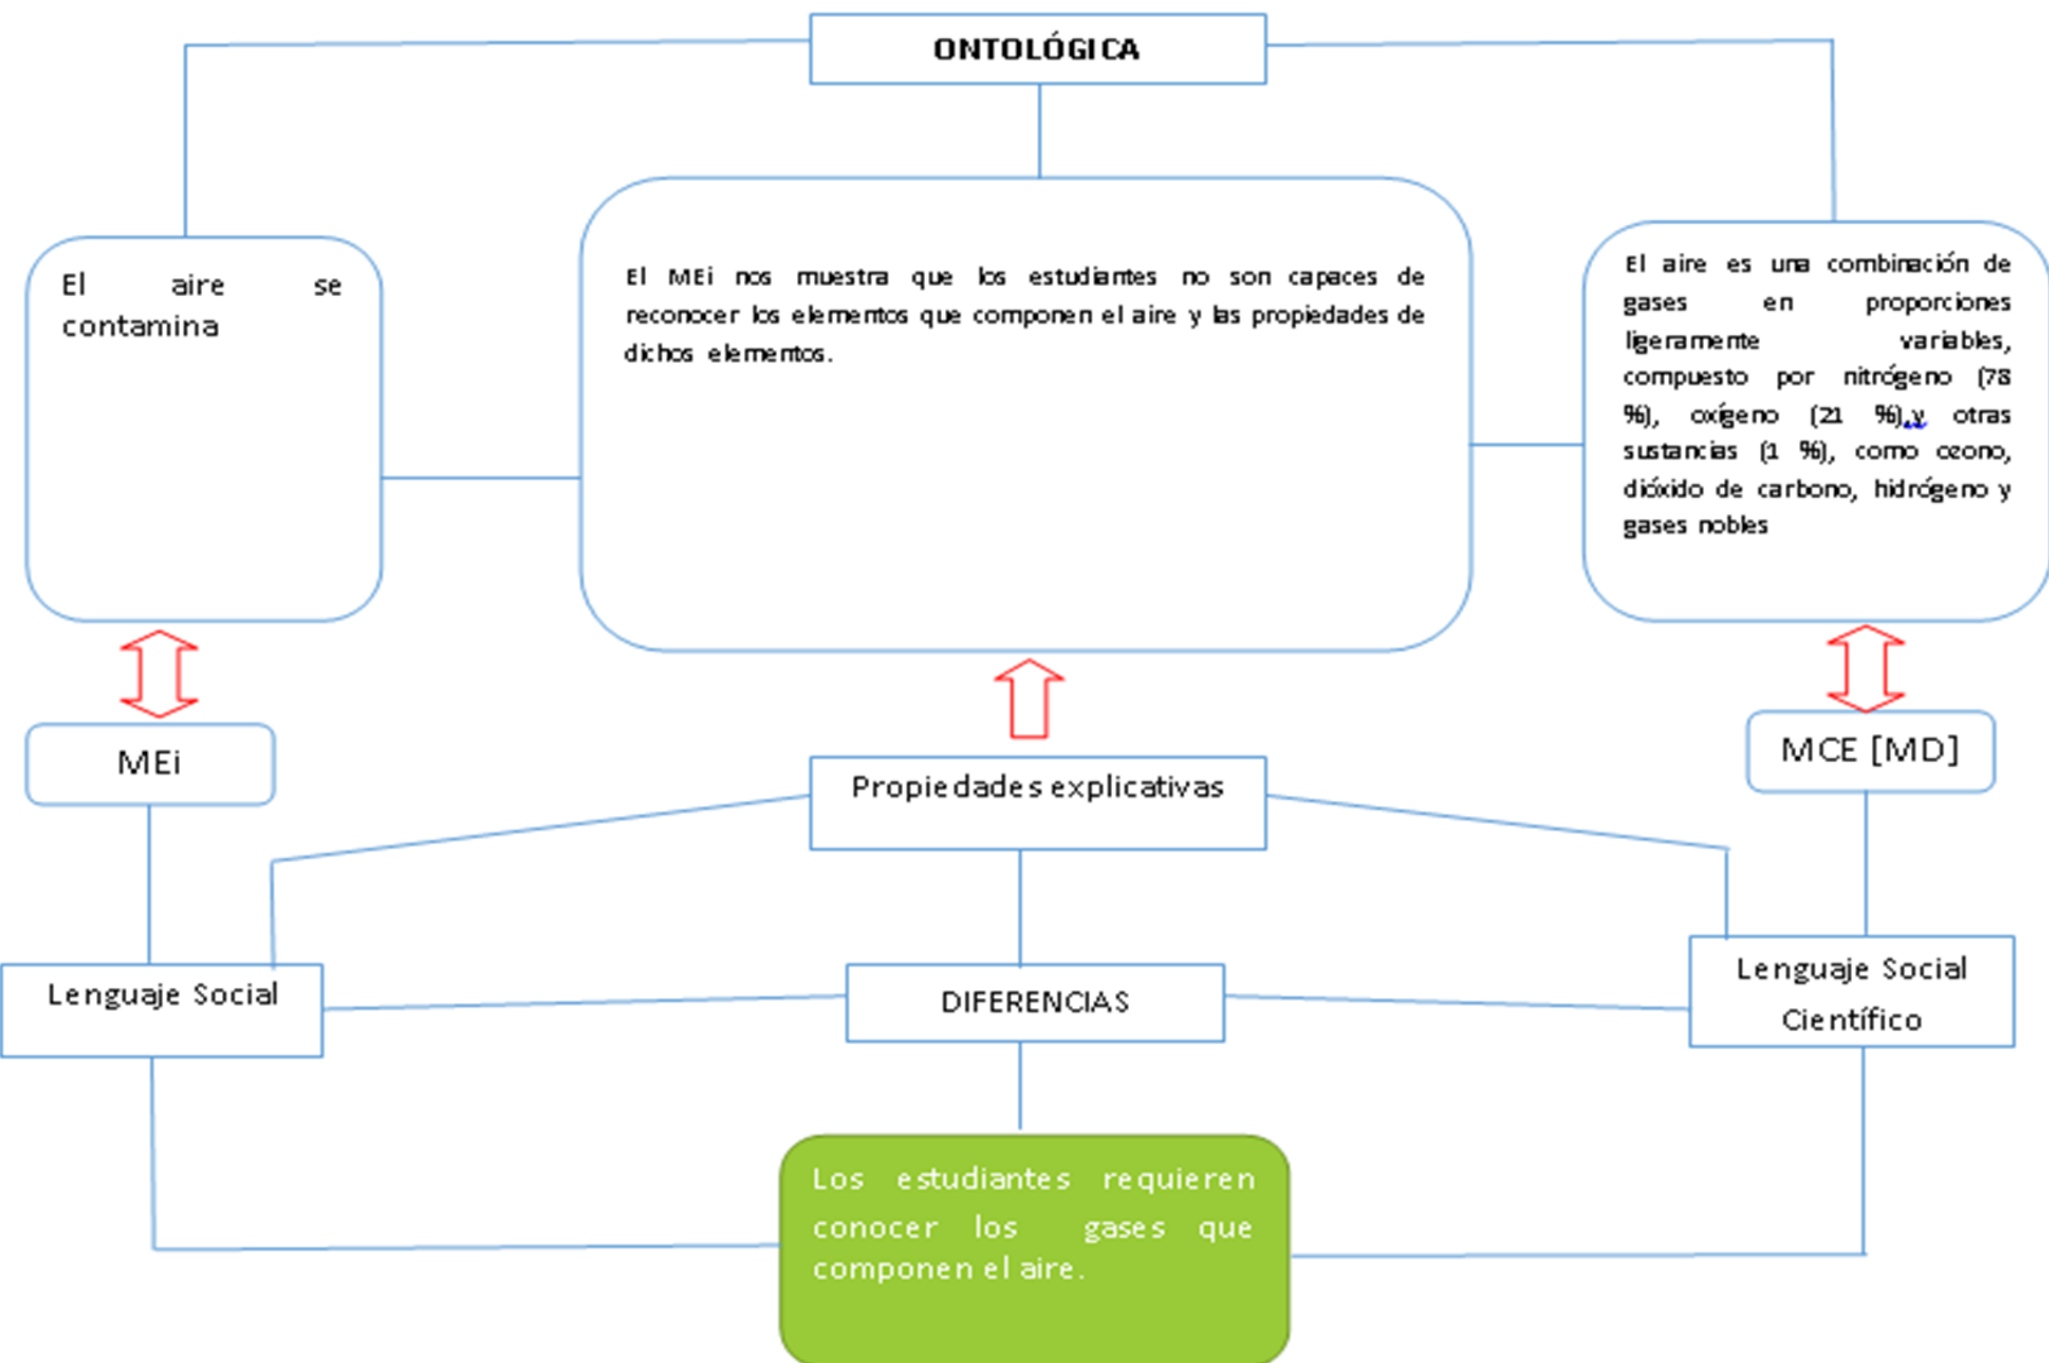 ONTOLÓGICA
El aire se
contamina
El MEi nos muestra que los estudiantes no son capaces de
reconocer los elementos que componen el aire y las propiedades de
dichos elementos.
El aire es una combinación de
gases en proporciones
ligeramente variables,
compuesto por nitrógeno (78
%), oxígeno (21 %),y otras
sustancias (1 %), como ozono,
dióxido de carbono, hidrógeno y
gases nobles
MEi
MCE [MD]
Propiedades explicativas
Lenguaje Social
DIFERENCIAS
Lenguaje Social
Científico
Los estudiantes requieren
conocer los gases que
componen el aire.